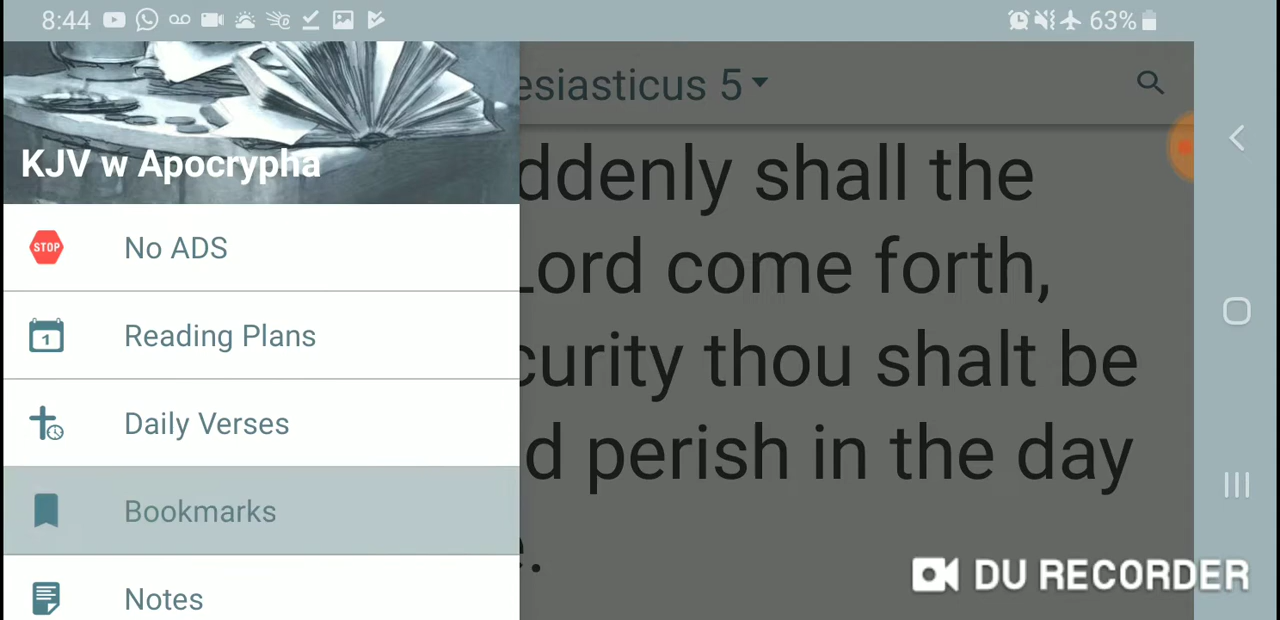 8:44
63%
esiasticus 5
KJV w Apocrypha
STOP
No ADS
1
Reading Plans
Daily Verses
Bookmarks
Notes
ddenly shall the
Lord come forth,
curity thou shalt be
d perish in the day
.
DU RECORDER